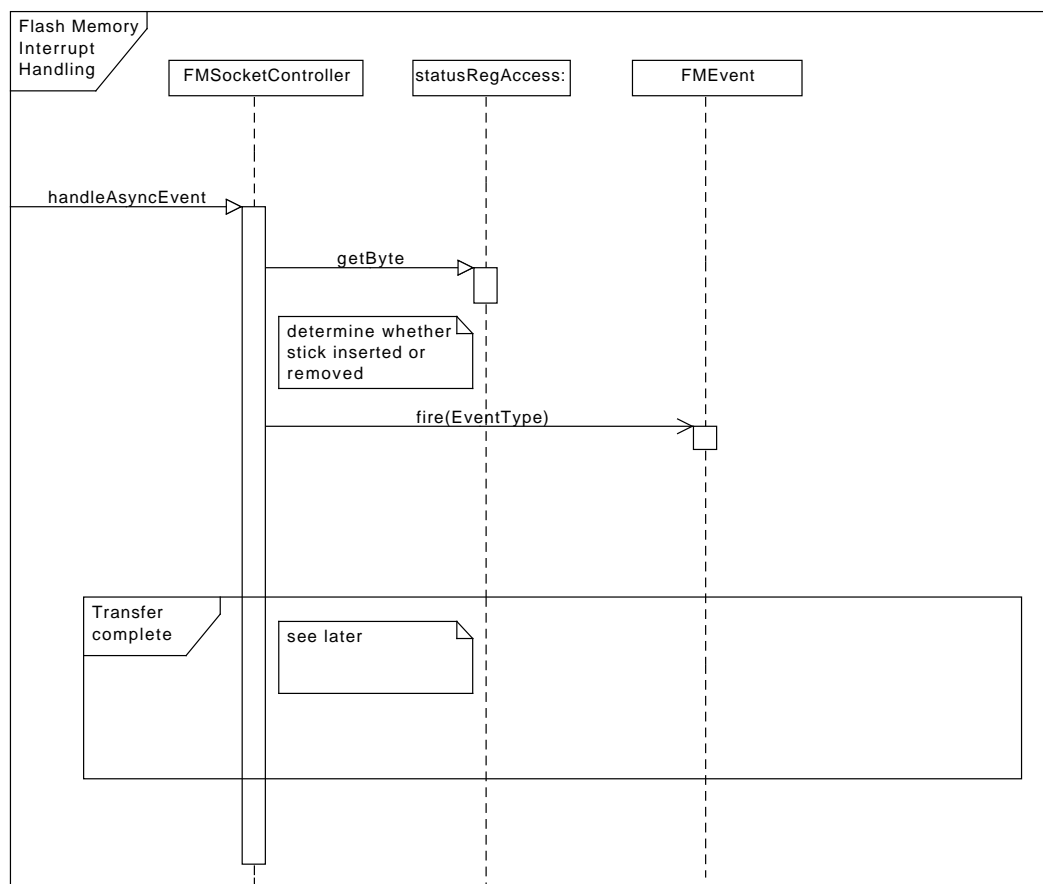 Flash Memory
Interrupt
Handling
FMSocketController
statusRegAccess:
FMEvent
handleAsyncEvent
getByte
determine whether
stick inserted or
removed
fire(EventType)
Transfer
complete
see later